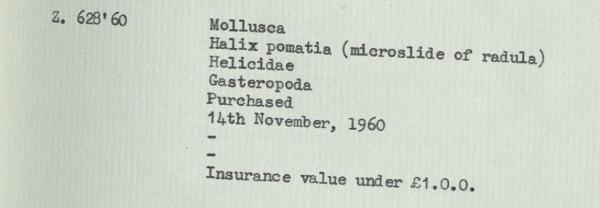 Z. 628'60
Mollusca
Halix pomatia (microslide of radula)
Helicidae
Gasteropoda
Purchased
14th November, 1960
-
-
Insurance value under £1.0.0.